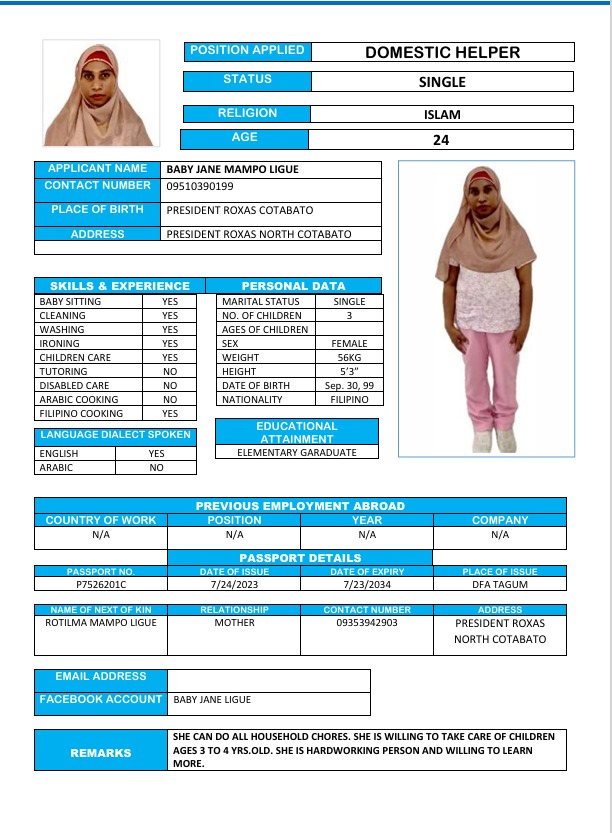 POSITION APPLIED DOMESTIC HELPER
STATUS SINGLE
RELIGION ISLAM
AGE 24
APPLICANT NAME BABY JANE MAMPO LIGUE
CONTACT NUMBER 09510390199
PLACE OF BIRTH PRESIDENT ROXAS COTABATO
ADDRESS PRESIDENT ROXAS NORTH COTABATO
SKILLS & EXPERIENCE
BABY SITTING YES
CLEANING YES
WASHING YES
IRONING YES
CHILDREN CARE YES
TUTORING NO
DISABLED CARE NO
ARABIC COOKING NO
FILIPINO COOKING YES
LANGUAGE DIALECT SPOKEN
ENGLISH YES
ARABIC NO
PERSONAL DATA
MARITAL STATUS SINGLE
NO. OF CHILDREN 3
AGES OF CHILDREN
SEX FEMALE
WEIGHT 56KG
HEIGHT 5’3”
DATE OF BIRTH Sep. 30, 99
NATIONALITY FILIPINO
EDUCATIONAL
ATTAINMENT
ELEMENTARY GARADUATE
PREVIOUS EMPLOYMENT ABROAD
COUNTRY OF WORK POSITION YEAR COMPANY
N/A N/A N/A N/A
PASSPORT DETAILS
PASSPORT NO. DATE OF ISSUE DATE OF EXPIRY PLACE OF ISSUE
P7526201C 7/24/2023 7/23/2034 DFA TAGUM
NAME OF NEXT OF KIN RELATIONSHIP CONTACT NUMBER ADDRESS
ROTILMA MAMPO LIGUE MOTHER 09353942903 PRESIDENT ROXAS
NORTH COTABATO
EMAIL ADDRESS
FACEBOOK ACCOUNT BABY JANE LIGUE
REMARKS
SHE CAN DO ALL HOUSEHOLD CHORES. SHE IS WILLING TO TAKE CARE OF CHILDREN
AGES 3 TO 4 YRS.OLD. SHE IS HARDWORKING PERSON AND WILLING TO LEARN
MORE.